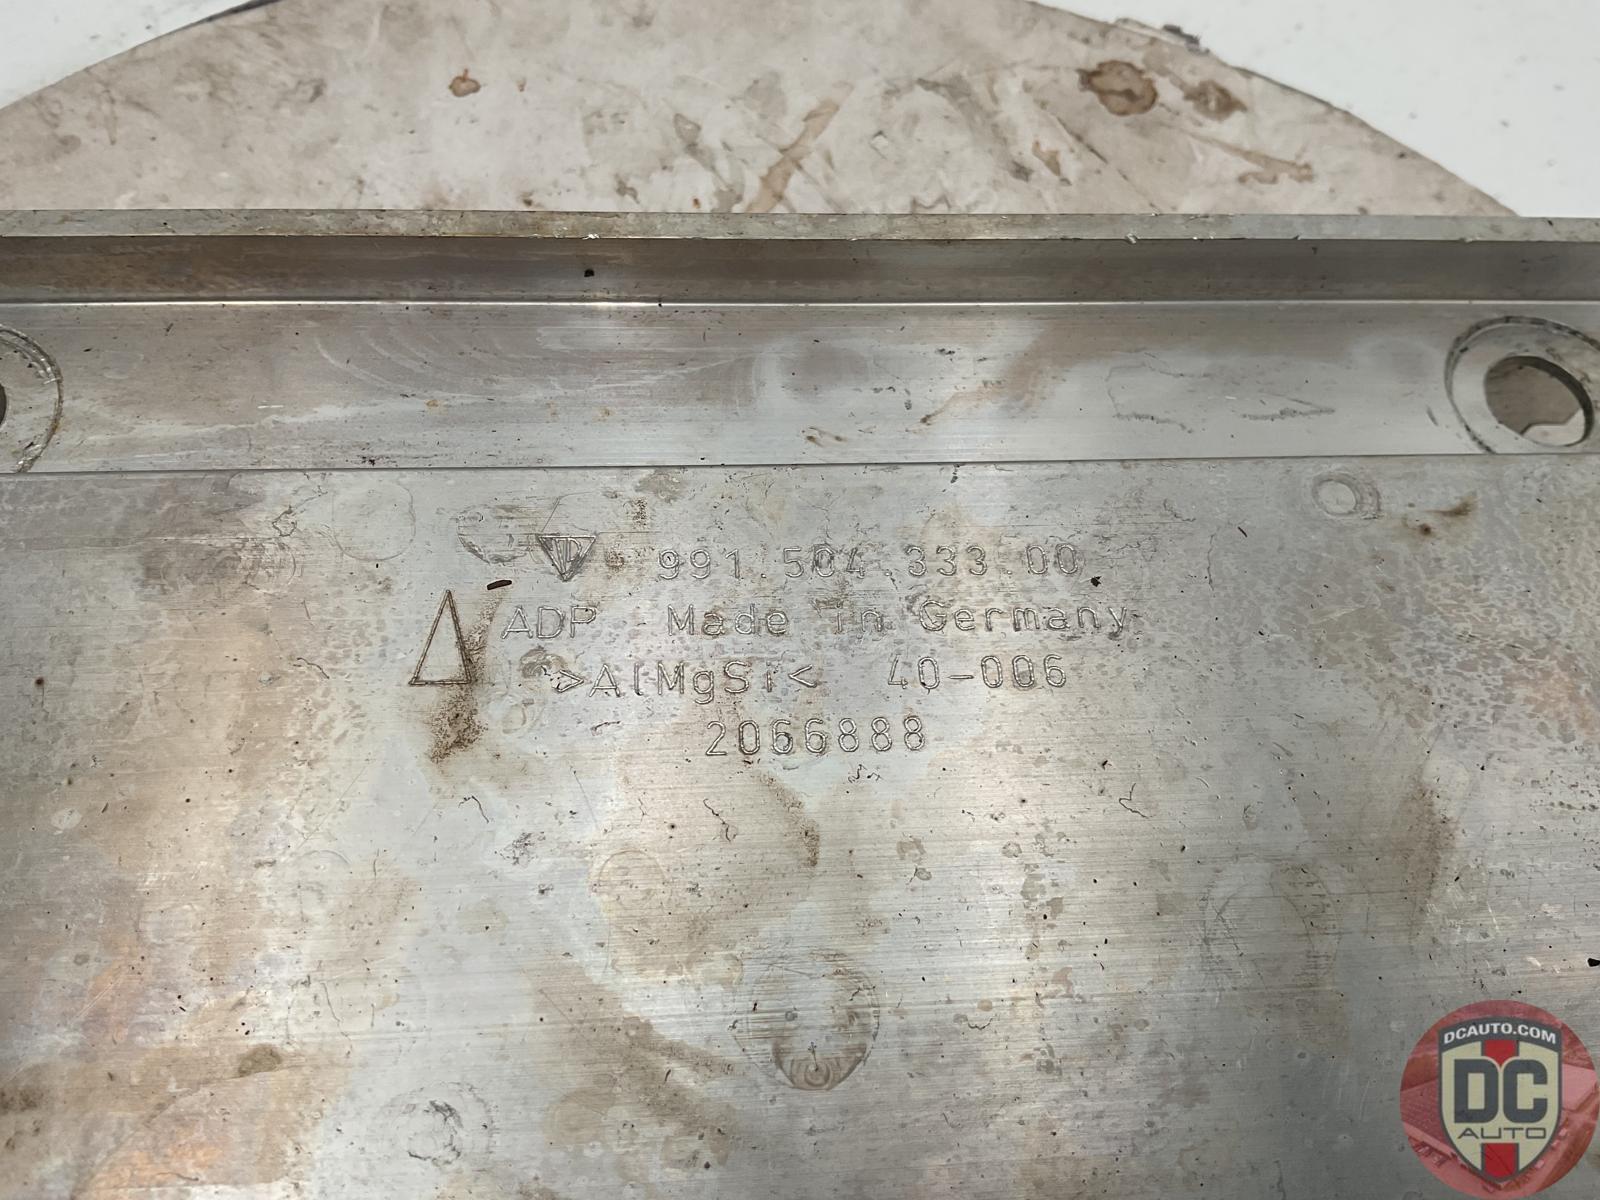 991.504.333.00
ADP Made in Germany
>AlMgSi< 40-006
2066888
DCAUTO.COM
DC
AUTO